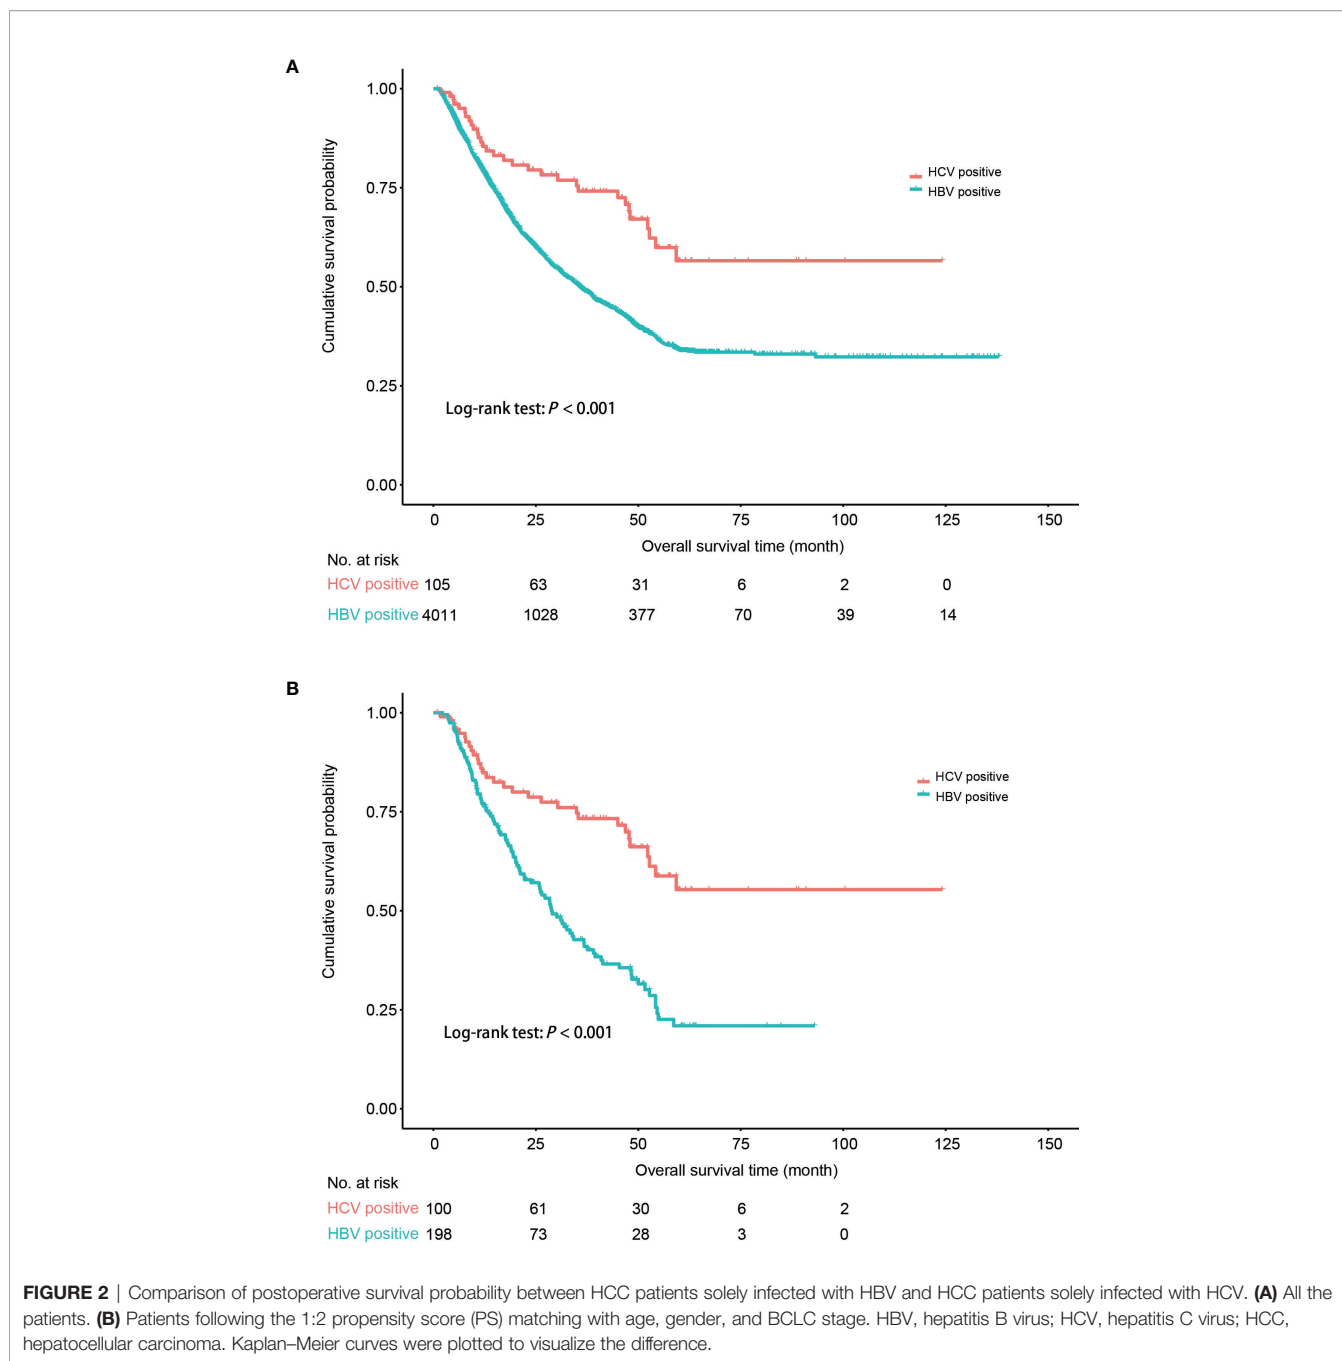 A
1.00
0.75
0.50
0.25
0.00
Cumulative survival probability
HCV positive
HBV positive
Log-rank test: P < 0.001
0 25 50 75 100 125 150
Overall survival time (month)
No. at risk
HCV positive 105 63 31 6 2 0
HBV positive 4011 1028 377 70 39 14
B
1.00
0.75
0.50
0.25
0.00
Cumulative survival probability
HCV positive
HBV positive
Log-rank test: P < 0.001
0 25 50 75 100 125 150
Overall survival time (month)
No. at risk
HCV positive 100 61 30 6 2
HBV positive 198 73 28 3 0
FIGURE 2 | Comparison of postoperative survival probability between HCC patients solely infected with HBV and HCC patients solely infected with HCV. (A) All the
patients. (B) Patients following the 1:2 propensity score (PS) matching with age, gender, and BCLC stage. HBV, hepatitis B virus; HCV, hepatitis C virus; HCC,
hepatocellular carcinoma. Kaplan–Meier curves were plotted to visualize the difference.